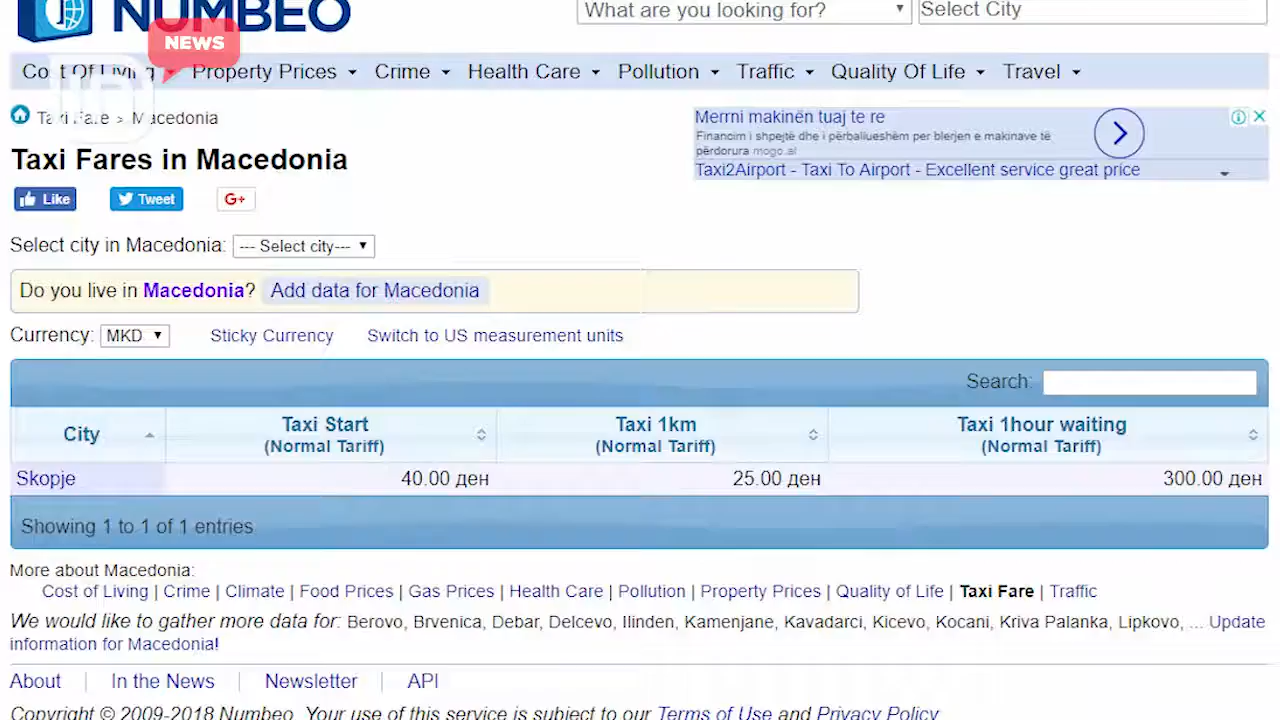 NUMBEO
What are you looking for?
Select City
NEWS
Cost Of Living Property Prices Crime Health Care Pollution Traffic Quality Of Life Travel
Taxi Fare > Macedonia
Merrni makinën tuaj te re
Financim i shpejtë dhe i përballueshëm per blerjen e makinave të
përdorura mogo.al
Taxi2Airport - Taxi To Airport - Excellent service great price
Taxi Fares in Macedonia
Like Tweet G+
Select city in Macedonia: --- Select city---
Do you live in Macedonia? Add data for Macedonia
Currency: MKD Sticky Currency Switch to US measurement units
Search:
City Taxi Start Taxi 1km Taxi 1hour waiting
(Normal Tariff) (Normal Tariff) (Normal Tariff)
Skopje 40.00 ден 25.00 ден 300.00 ден
Showing 1 to 1 of 1 entries
More about Macedonia:
Cost of Living | Crime | Climate | Food Prices | Gas Prices | Health Care | Pollution | Property Prices | Quality of Life | Taxi Fare | Traffic
We would like to gather more data for: Berovo, Brvenica, Debar, Delcevo, Ilinden, Kamenjane, Kavadarci, Kicevo, Kocani, Kriva Palanka, Lipkovo, ... Update
information for Macedonia!
About | In the News | Newsletter | API
Copyright © 2009-2018 Numbeo. Your use of this service is subject to our Terms of Use and Privacy Policy